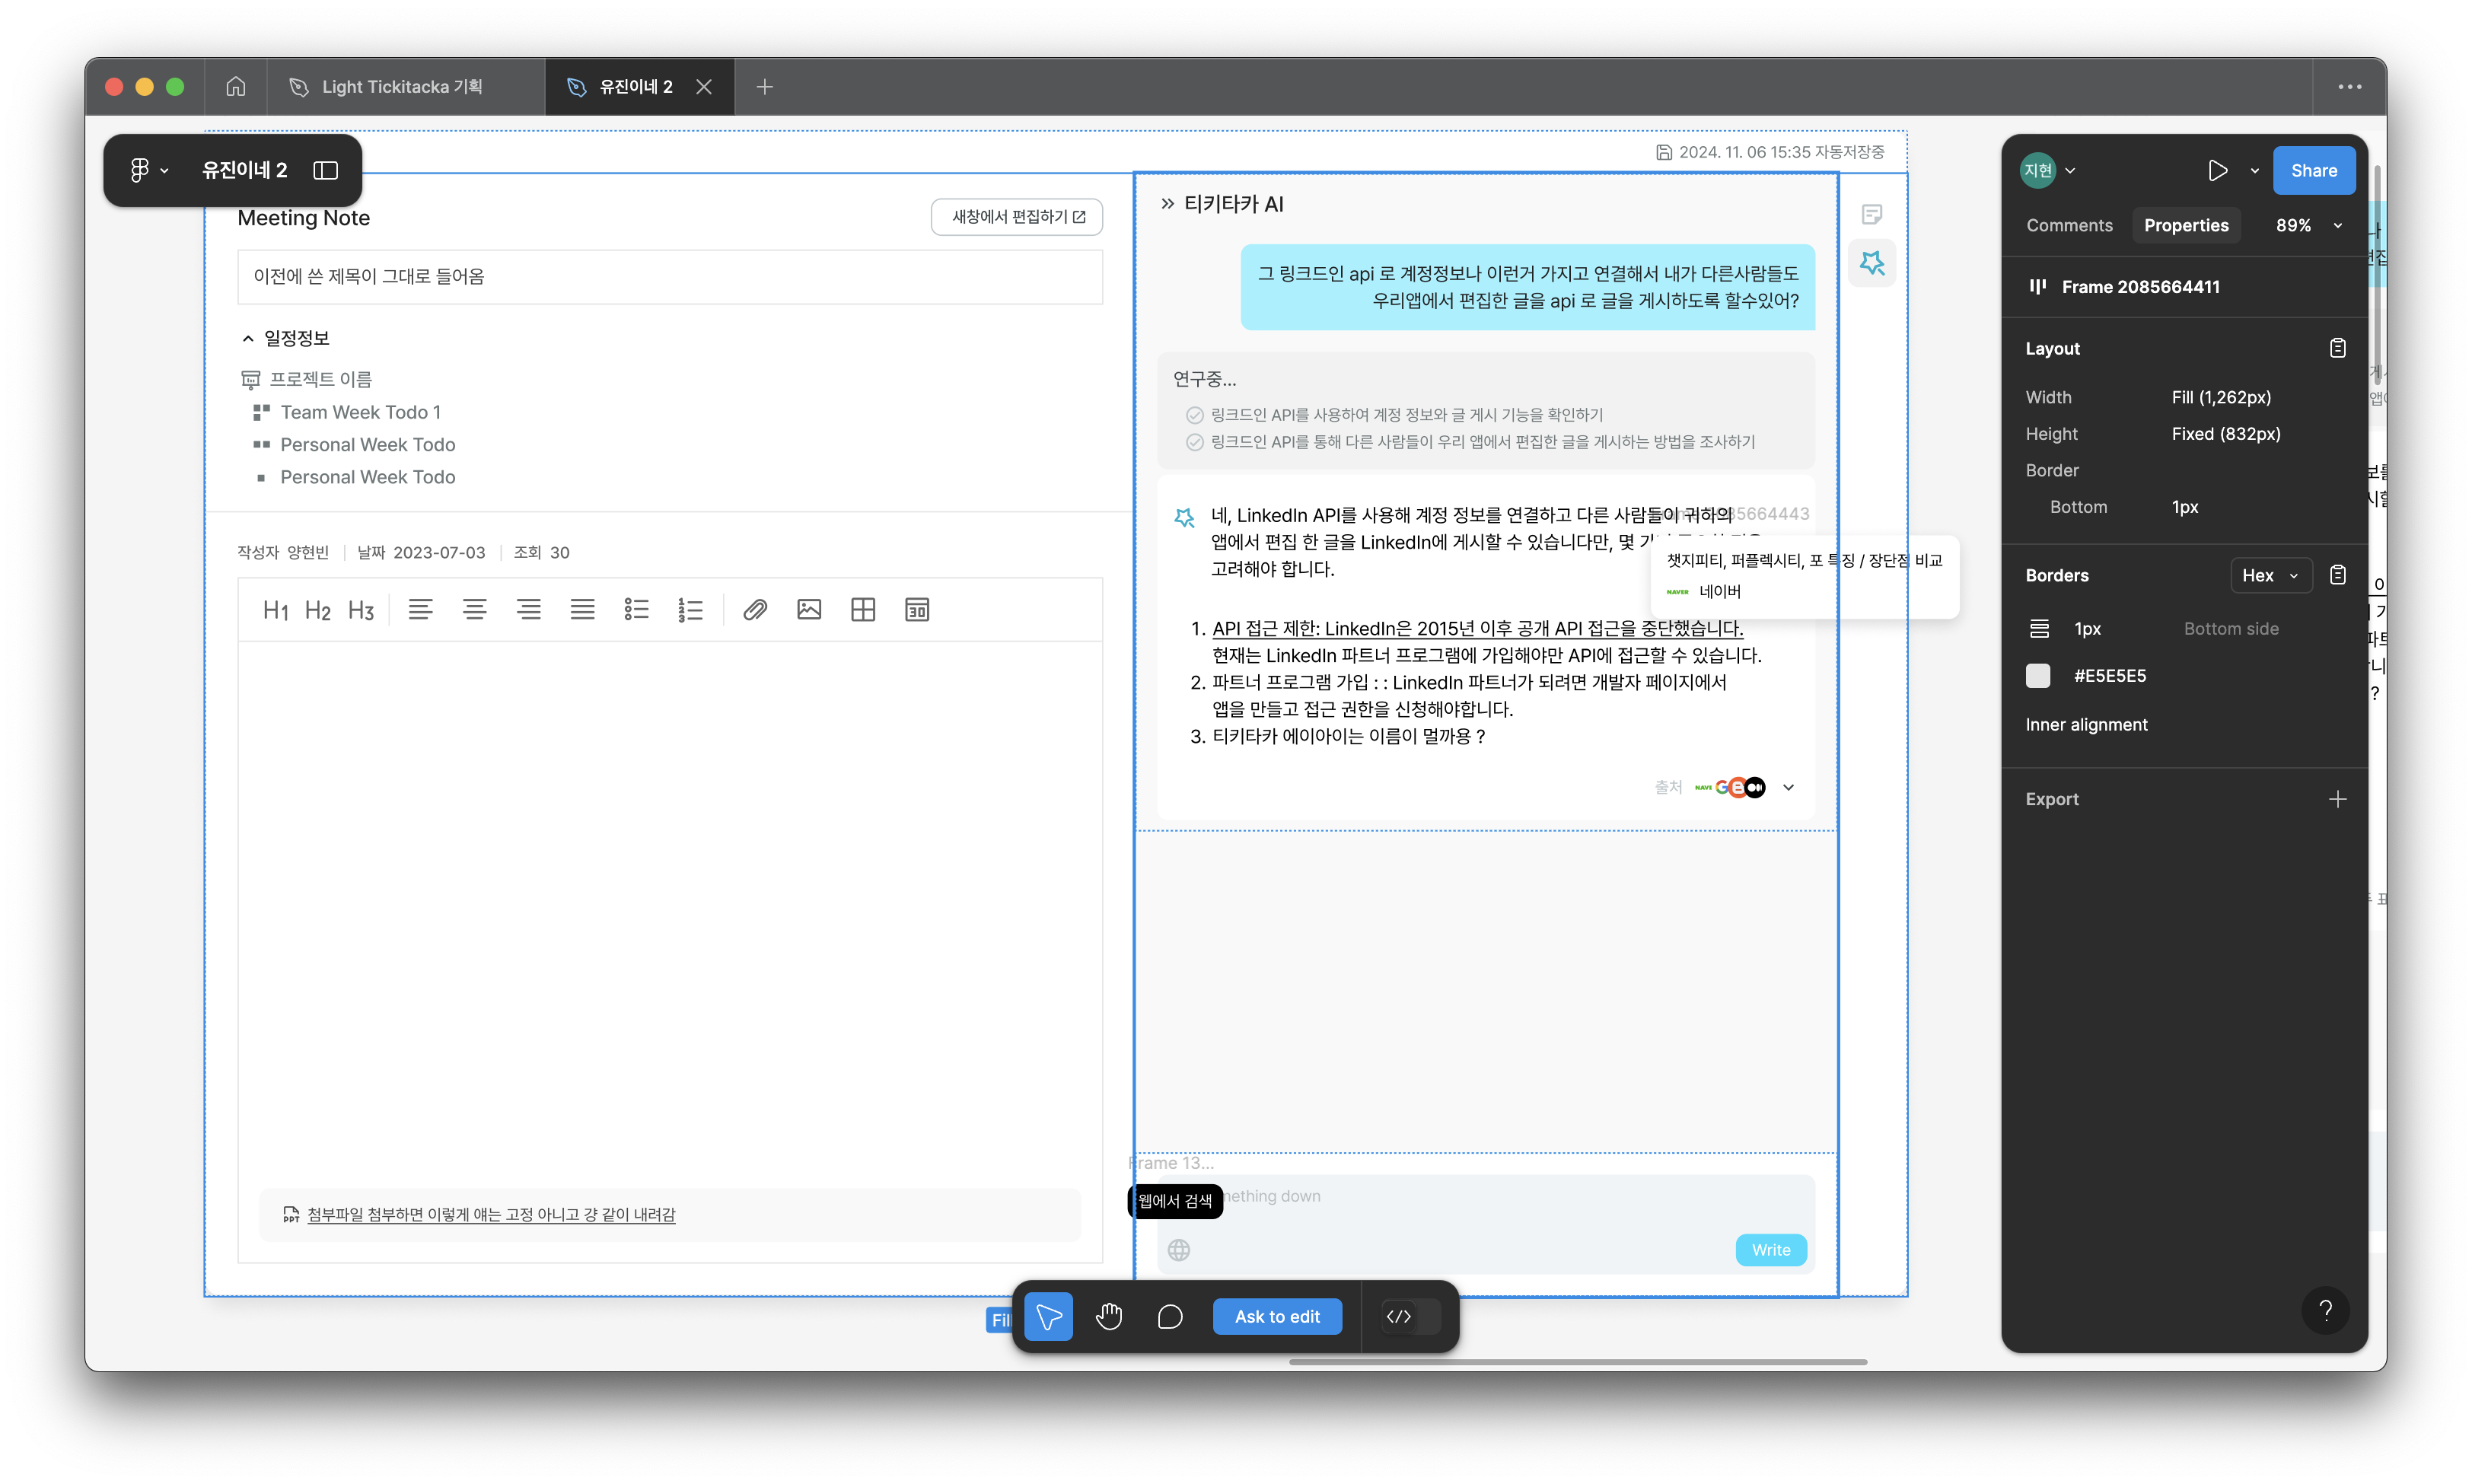 Light Tickitacka 기획
유진이네 2
유진이네 2
2024. 11. 06 15:35 자동저장중
Meeting Note
새창에서 편집하기
이전에 쓴 제목이 그대로 들어옴
일정정보
프로젝트 이름
Team Week Todo 1
Personal Week Todo
Personal Week Todo
작성자 양현빈
날짜 2023-07-03
조회 30
H1 H2 H3
30
PPT
첨부파일 첨부하면 이렇게 얘는 고정 아니고 걍 같이 내려감
티키타카 AI
그 링크드인 api 로 계정정보나 이런거 가지고 연결해서 내가 다른사람들도
우리앱에서 편집한 글을 api 로 글을 게시하도록 할수있어?
연구중...
링크드인 API를 사용하여 계정 정보와 글 게시 기능을 확인하기
링크드인 API를 통해 다른 사람들이 우리 앱에서 편집한 글을 게시하는 방법을 조사하기
네, LinkedIn API를 사용해 계정 정보를 연결하고 다른 사람들이 귀하의
85664443
앱에서 편집 한 글을 LinkedIn에 게시할 수 있습니다만, 몇
고려해야 합니다.
챗지피티, 퍼플렉시티, 포 특징 / 장단점 비교
NAVER 네이버
1. API 접근 제한: LinkedIn은 2015년 이후 공개 API 접근을 중단했습니다.
현재는 LinkedIn 파트너 프로그램에 가입해야만 API에 접근할 수 있습니다.
2. 파트너 프로그램 가입 : : LinkedIn 파트너가 되려면 개발자 페이지에서
앱을 만들고 접근 권한을 신청해야합니다.
3. 티키타카 에이아이는 이름이 멀까용 ?
출처
Frame 13...
웹에서 검색
ething down
Write
Fill
Ask to edit
지현
Share
Comments
Properties
89%
Frame 2085664411
Layout
Width Fill (1,262px)
Height Fixed (832px)
Border
Bottom 1px
Borders
Hex
1px Bottom side
#E5E5E5
Inner alignment
Export
?